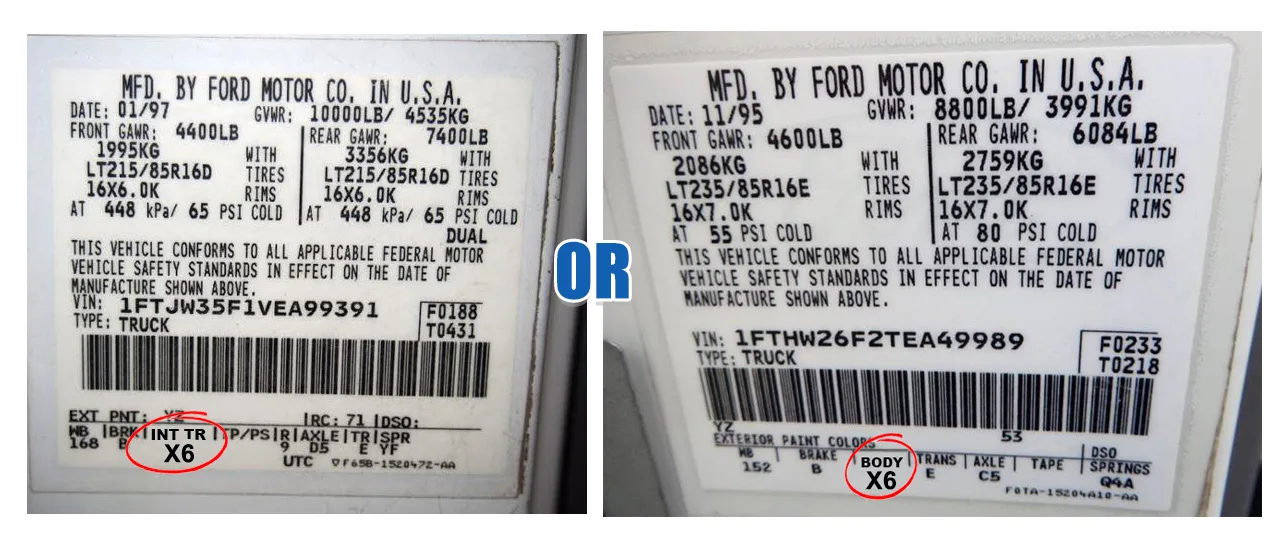 MFD. BY FORD MOTOR CO. IN U.S.A.
DATE: 01/97 GVWR: 10000LB/ 4535KG
FRONT GAWR: 4400LB REAR GAWR: 7400LB
1995KG WITH 3356KG WITH
LT215/85R16D TIRES LT215/85R16D TIRES
16X6.0K RIMS 16X6.0K RIMS
AT 448 kPa/ 65 PSI COLD AT 448 kPa/ 65 PSI COLD
DUAL
THIS VEHICLE CONFORMS TO ALL APPLICABLE FEDERAL MOTOR
VEHICLE SAFETY STANDARDS IN EFFECT ON THE DATE OF
MANUFACTURE SHOWN ABOVE.
VIN: 1FTJW35F1VEA99391 F0188
TYPE: TRUCK T0431
EXT PNT: YZ RC: 71 DSO:
WB BRK INT TR TP/PS R AXLE TR SPR
168 B X6 9 D5 E YF
UTC ▽F65B-1520472-AA
OR
MFD. BY FORD MOTOR CO. IN U.S.A.
DATE: 11/95 GVWR: 8800LB/ 3991KG
FRONT GAWR: 4600LB REAR GAWR: 6084LB
2086KG WITH 2759KG WITH
LT235/85R16E TIRES LT235/85R16E TIRES
16X7.0K RIMS 16X7.0K RIMS
AT 55 PSI COLD AT 80 PSI COLD
THIS VEHICLE CONFORMS TO ALL APPLICABLE FEDERAL MOTOR
VEHICLE SAFETY STANDARDS IN EFFECT ON THE DATE OF
MANUFACTURE SHOWN ABOVE.
VIN: 1FTHW26F2TEA49989 F0233
TYPE: TRUCK T0218
YZ 53
EXTERIOR PAINT COLORS DSO
WB BRAKE BODY TRANS AXLE TAPE SPRINGS
152 B X6 E C5 Q4A
F0TA-15204A10-AA